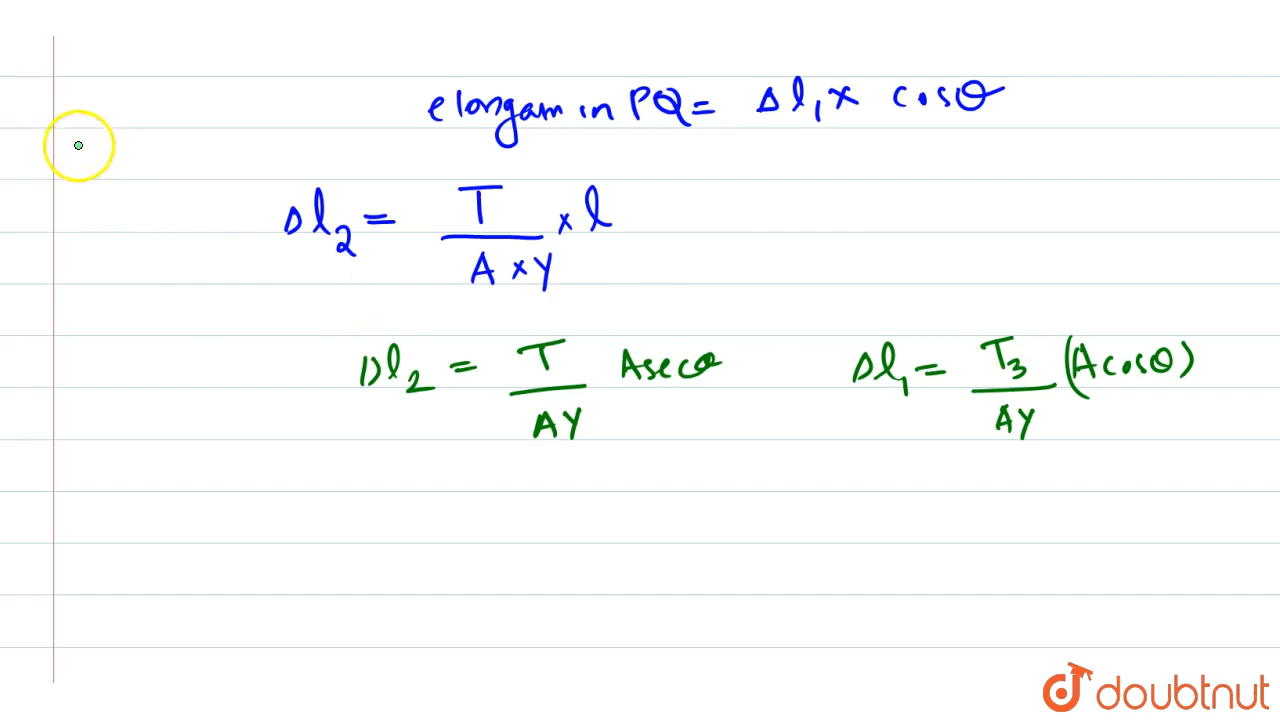 elongam in PQ = Δl₁ x cosθ
Δl₂ = T / A x Y x l
Δl₂ = T / AY Asecθ Δl₁ = T₃ / AY (Acosθ)
doubtnut